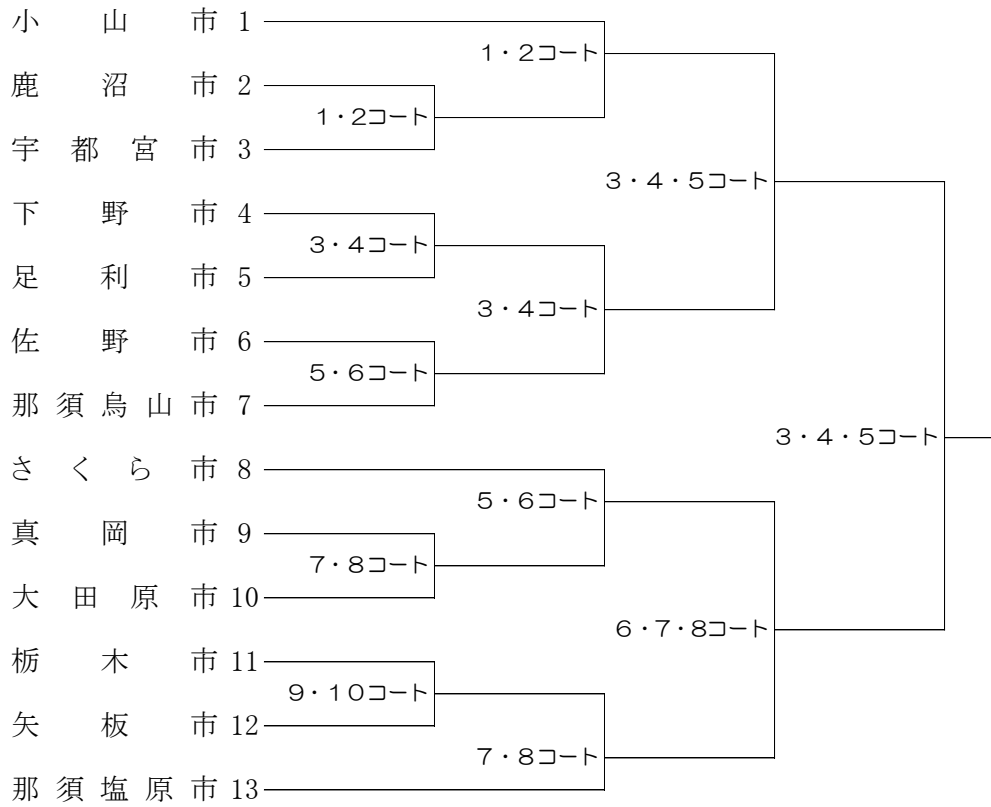 小山市 1
1・2コート
鹿沼市 2
1・2コート
宇都宮市 3
3・4・5コート
下野市 4
3・4コート
足利市 5
3・4コート
佐野市 6
5・6コート
那須烏山市 7
3・4・5コート
さくら市 8
5・6コート
真岡市 9
7・8コート
大田原市 10
6・7・8コート
栃木市 11
9・10コート
矢板市 12
7・8コート
那須塩原市 13